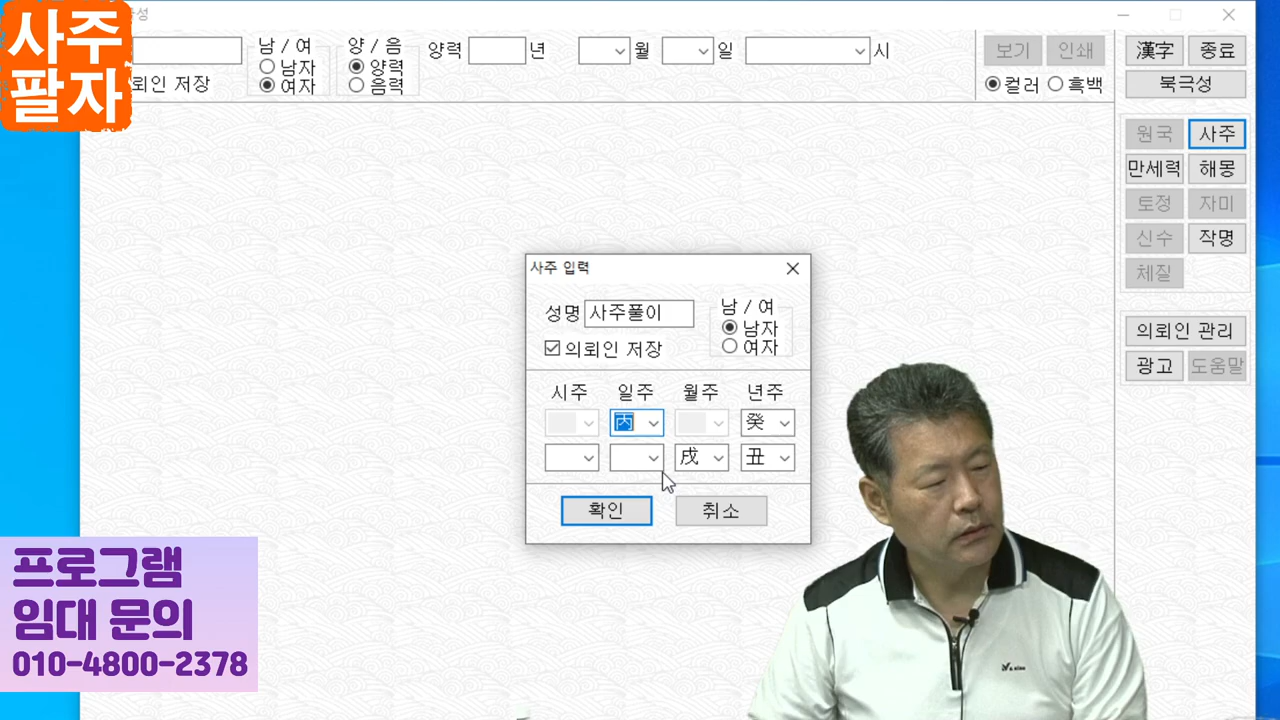 사주
팔자
성
남 / 여
남자
여자
양 / 음
양력
음력
양력
년
월
일
시
뢰인 저장
보기
인쇄
컬러
흑백
漢字
종료
북극성
원국
사주
만세력
해몽
토정
자미
신수
작명
체질
의뢰인 관리
광고
도움말
사주 입력
성명
사주풀이
남 / 여
남자
여자
의뢰인 저장
시주 일주 월주 년주
丙 癸
戌 丑
확인
취소
프로그램
임대 문의
010-4800-2378